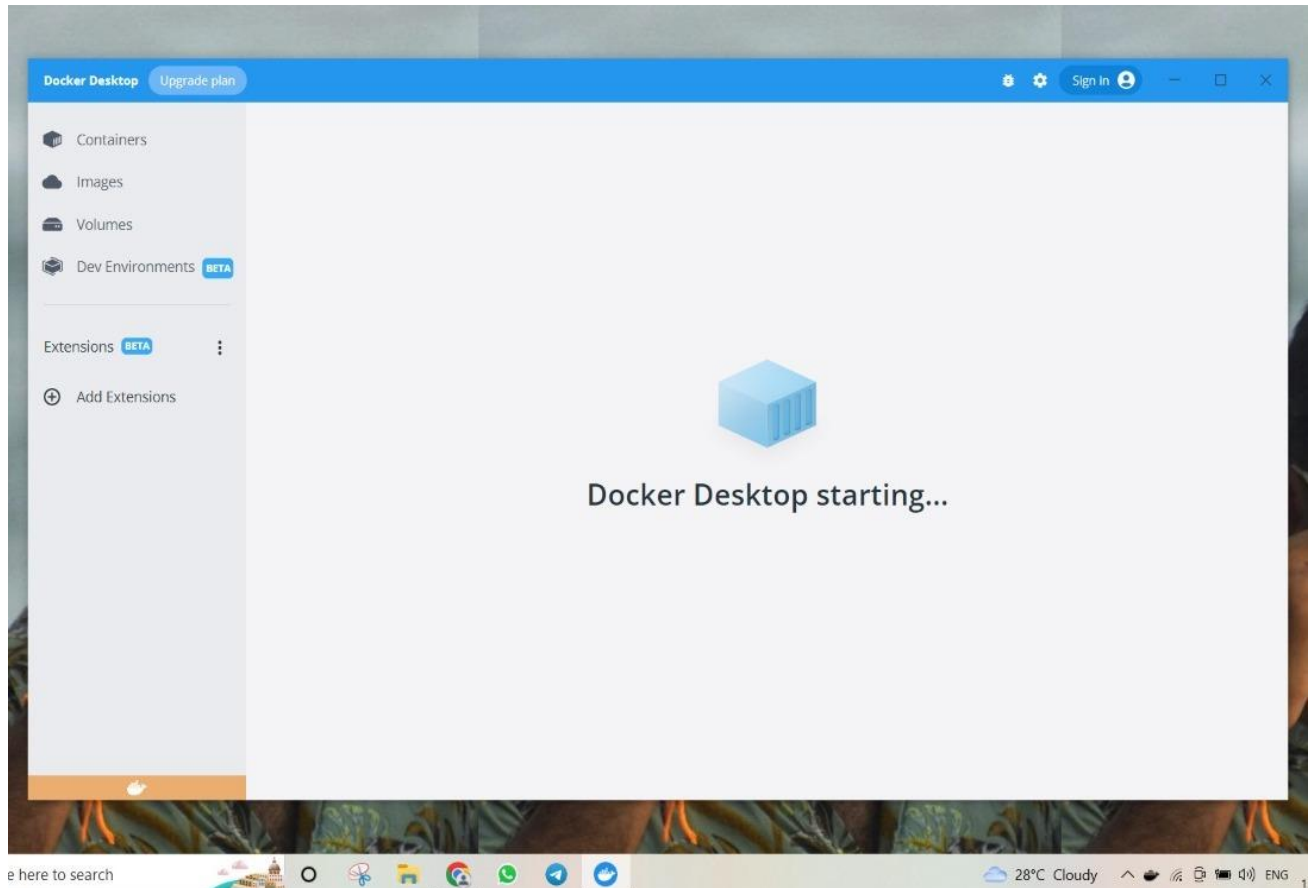 Docker Desktop Upgrade plan Sign in
Containers
Images
Volumes
Dev Environments BETA
Extensions BETA
Add Extensions
Docker Desktop starting...
e here to search 28°C Cloudy ENG